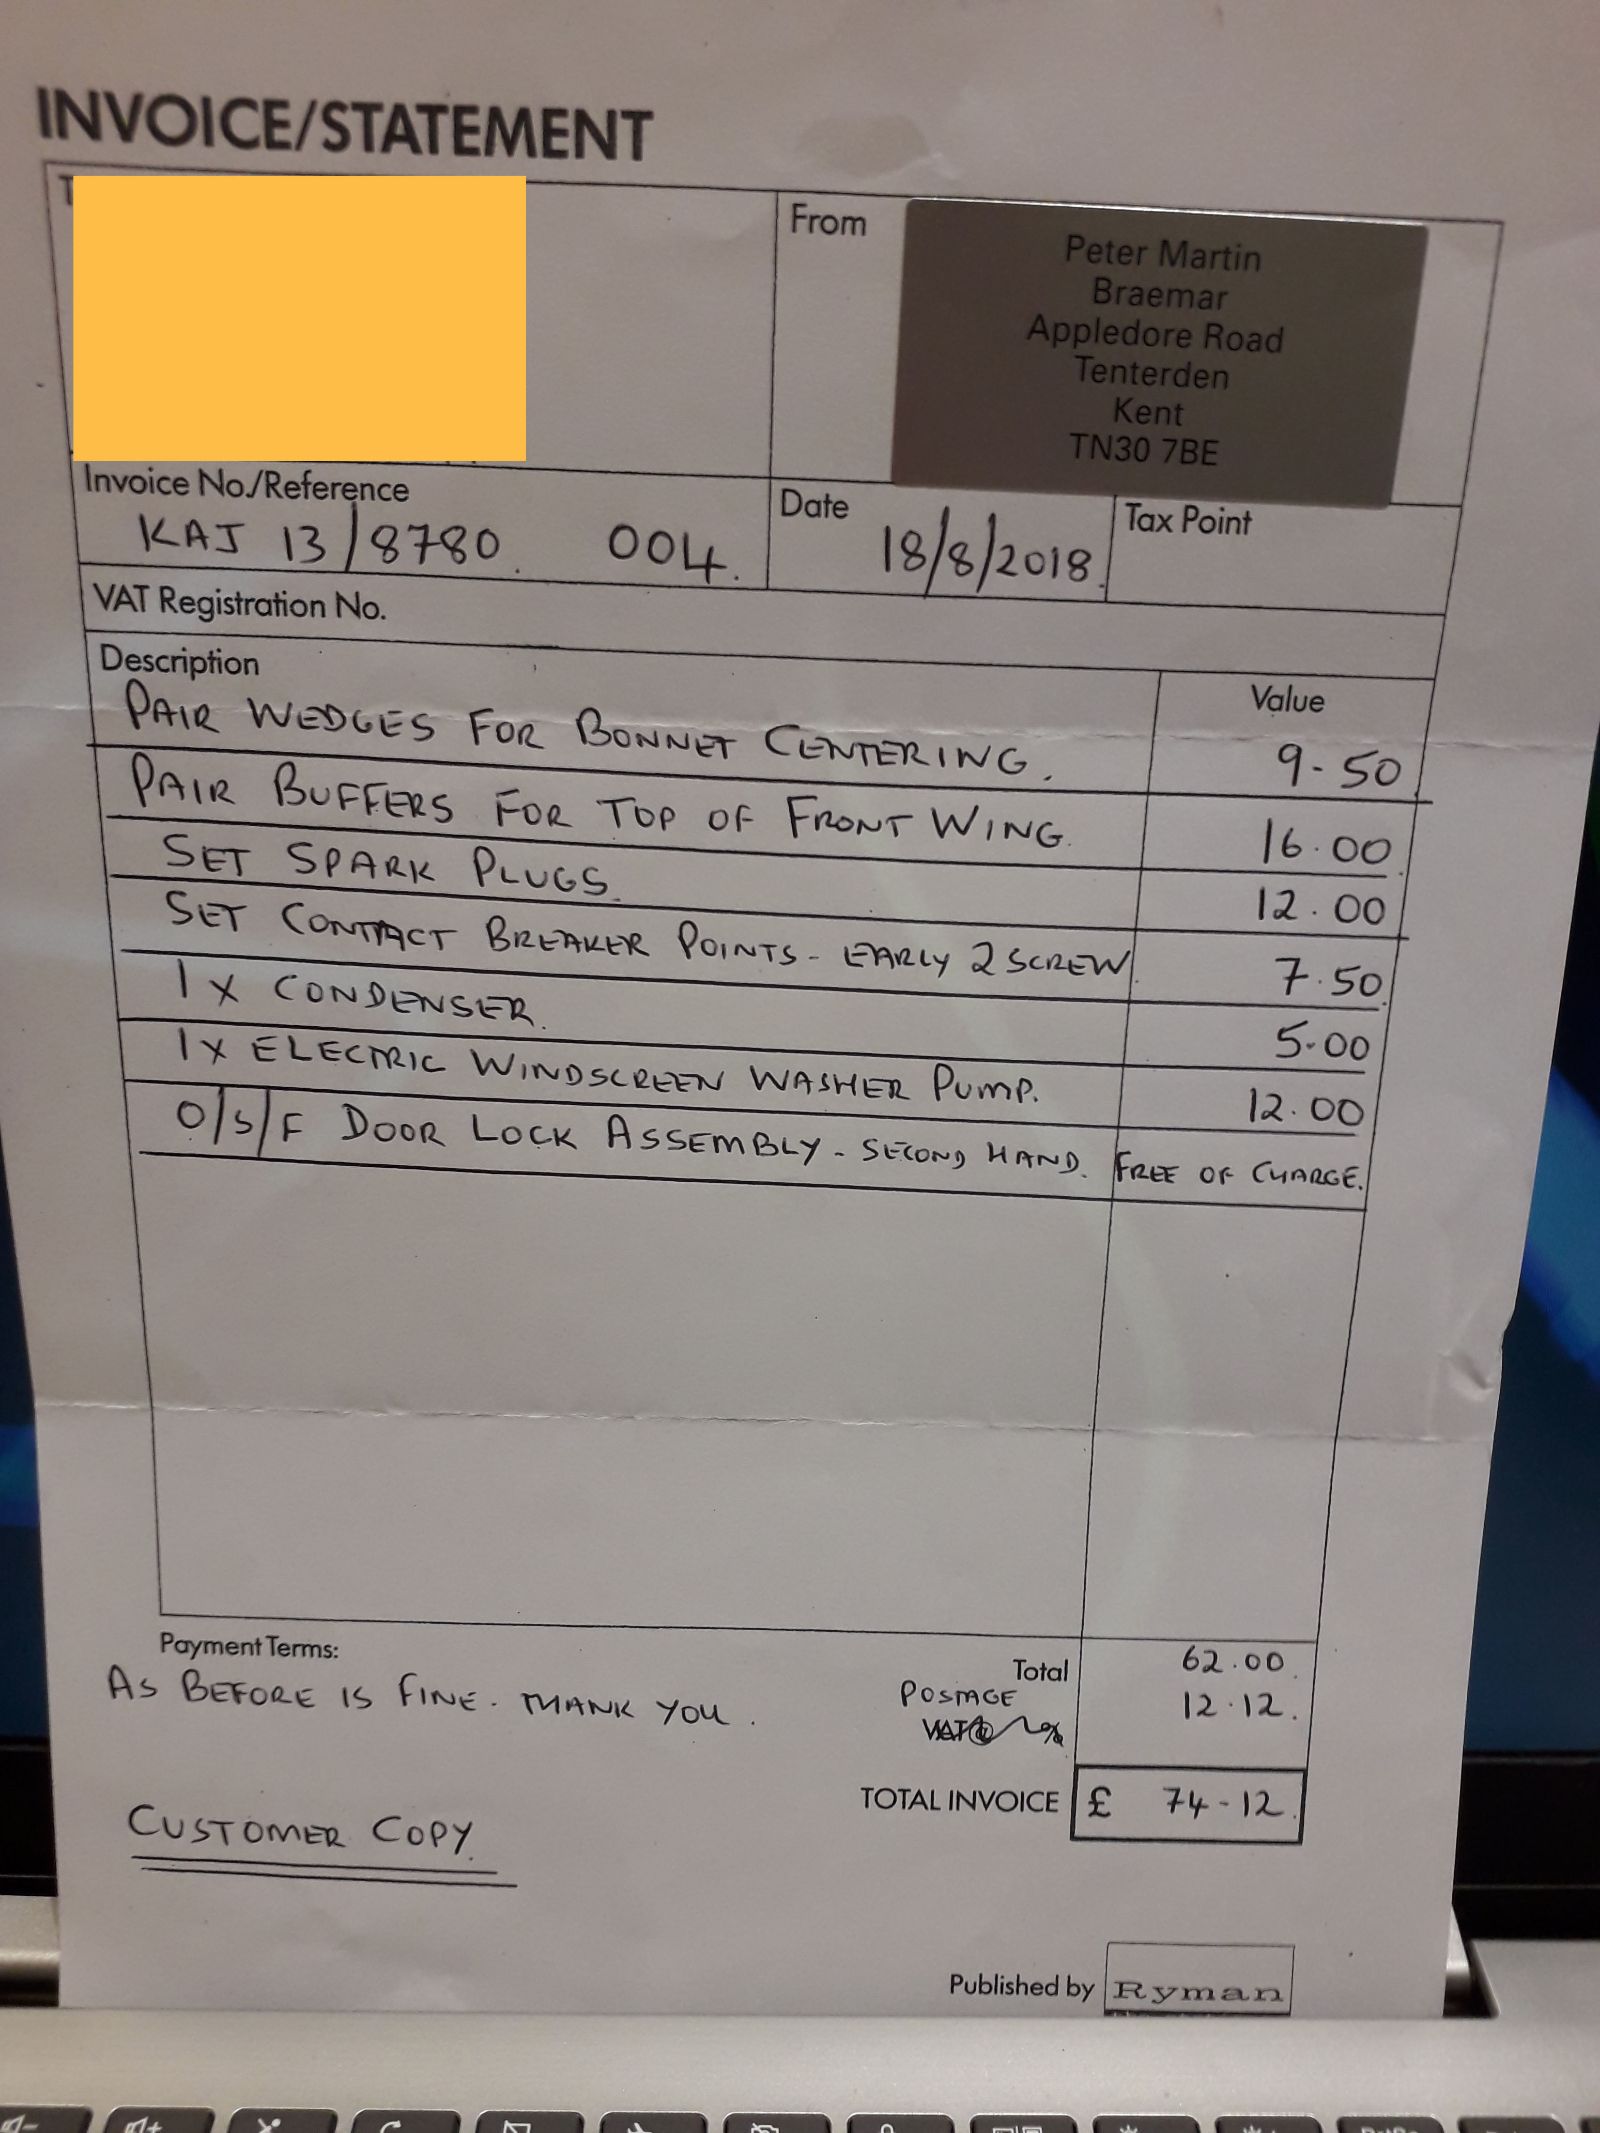 INVOICE/STATEMENT
From
Peter Martin
Braemar
Appledore Road
Tenterden
Kent
TN30 7BE
Invoice No./Reference
KAJ 13/8780. 004.
Date
18/8/2018.
Tax Point
VAT Registration No.
Description Value
PAIR WEDGES FOR BONNET CENTERING. 9-50
PAIR BUFFERS FOR TOP OF FRONT WING. 16.00
SET SPARK PLUGS. 12.00
SET CONTACT BREAKER POINTS - EARLY 2 SCREW. 7.50
1 X CONDENSER. 5.00
1 X ELECTRIC WINDSCREEN WASHER PUMP. 12.00
O/S/F DOOR LOCK ASSEMBLY - SECOND HAND. FREE OF CHARGE.
Payment Terms:
AS BEFORE IS FINE. THANK YOU.
Total 62.00.
POSTAGE 12.12.
VAT@ %
TOTAL INVOICE £ 74-12.
CUSTOMER COPY.
Published by Ryman